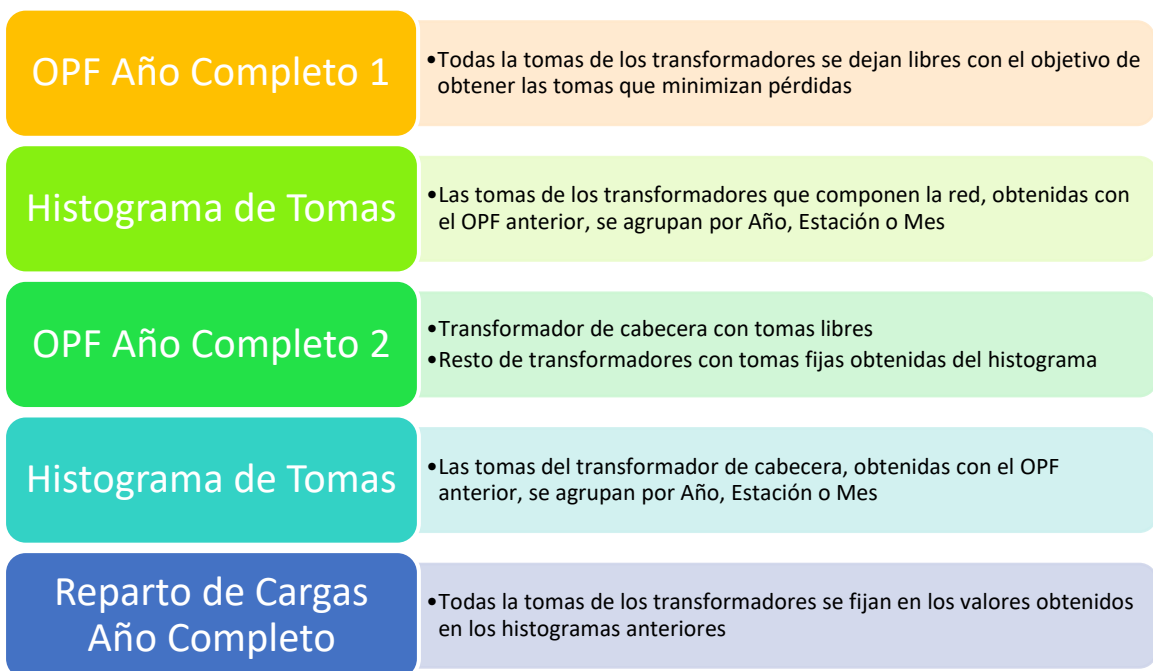 OPF Año Completo 1
•Todas la tomas de los transformadores se dejan libres con el objetivo de
obtener las tomas que minimizan pérdidas
Histograma de Tomas
•Las tomas de los transformadores que componen la red, obtenidas con
el OPF anterior, se agrupan por Año, Estación o Mes
OPF Año Completo 2
•Transformador de cabecera con tomas libres
•Resto de transformadores con tomas fijas obtenidas del histograma
Histograma de Tomas
•Las tomas del transformador de cabecera, obtenidas con el OPF
anterior, se agrupan por Año, Estación o Mes
Reparto de Cargas
Año Completo
•Todas la tomas de los transformadores se fijan en los valores obtenidos
en los histogramas anteriores